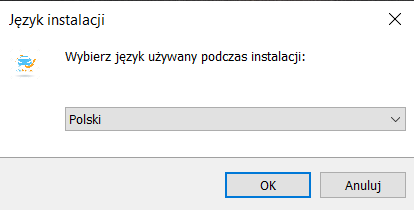 Język instalacji
Wybierz język używany podczas instalacji:
Polski
OK
Anuluj